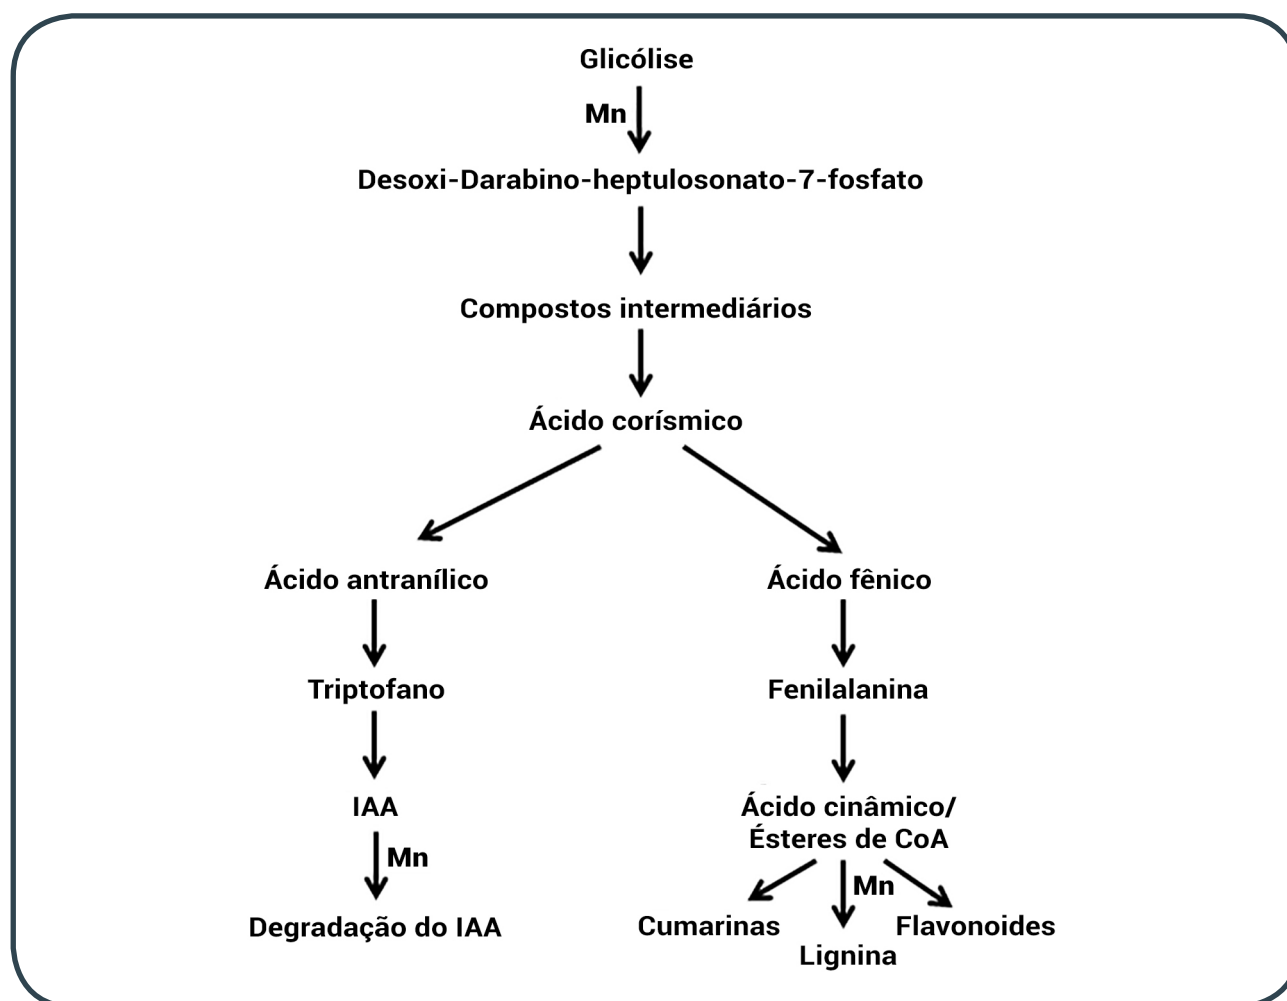 Glicólise
Mn
Desoxi-Darabino-heptulosonato-7-fosfato
Compostos intermediários
Ácido corísmico
Ácido antranílico
Ácido fênico
Triptofano
Fenilalanina
IAA
Ácido cinâmico/
Ésteres de CoA
Mn
Mn
Degradação do IAA
Cumarinas
Flavonoides
Lignina